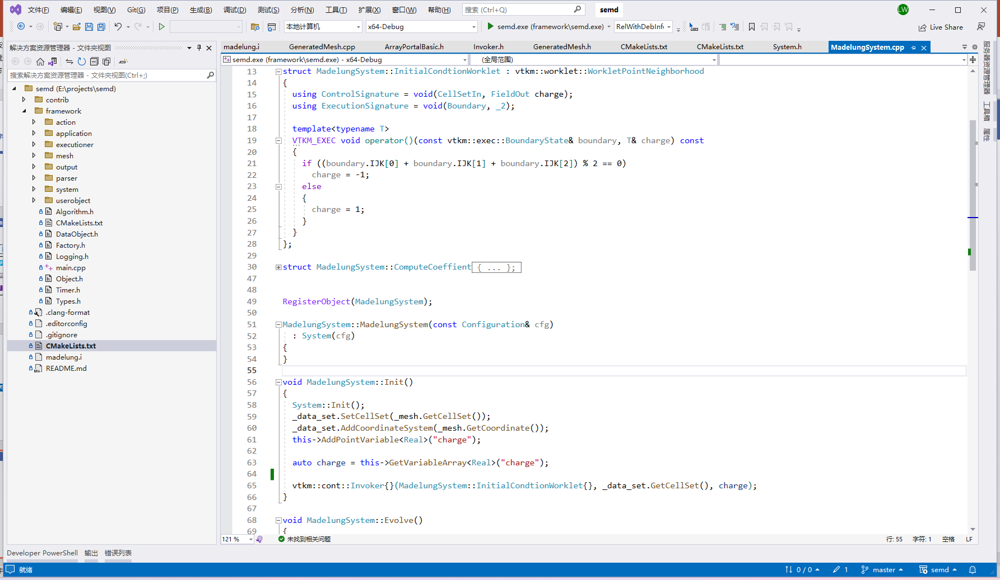 文件(F) 编辑(E) 视图(V) Git(G) 项目(P) 生成(B) 调试(D) 测试(S) 分析(N) 工具(T) 扩展(X) 窗口(W) 帮助(H) 搜索 (Ctrl+Q) semd LW
本地计算机 x64-Debug semd.exe (framework\semd.exe) RelWithDebInfo Live Share
解决方案资源管理器 - 文件夹视图
搜索解决方案资源管理器 - 文件夹视图(Ctrl+;)
semd (E:\projects\semd)
contrib
framework
action
application
executioner
mesh
output
parser
system
userobject
Algorithm.h
CMakeLists.txt
DataObject.h
Factory.h
Logging.h
main.cpp
Object.h
Timer.h
Types.h
.clang-format
.editorconfig
.gitignore
CMakeLists.txt
madelung.i
README.md
madelung.i GeneratedMesh.cpp ArrayPortalBasic.h Invoker.h GeneratedMesh.h CMakeLists.txt CMakeLists.txt System.h MadelungSystem.cpp
semd.exe (framework\semd.exe) - x64-Debug (全局范围)
13 struct MadelungSystem::InitialCondtionWorklet : vtkm::worklet::WorkletPointNeighborhood
14 {
15 using ControlSignature = void(CellSetIn, FieldOut charge);
16 using ExecutionSignature = void(Boundary, _2);
17
18 template<typename T>
19 VTKM_EXEC void operator()(const vtkm::exec::BoundaryState& boundary, T& charge) const
20 {
21 if ((boundary.IJK[0] + boundary.IJK[1] + boundary.IJK[2]) % 2 == 0)
22 charge = -1;
23 else
24 {
25 charge = 1;
26 }
27 }
28 };
29
30 struct MadelungSystem::ComputeCoeffient{ ... };
47
48
49 RegisterObject(MadelungSystem);
50
51 MadelungSystem::MadelungSystem(const Configuration& cfg)
52 : System(cfg)
53 {
54 }
55
56 void MadelungSystem::Init()
57 {
58 System::Init();
59 _data_set.SetCellSet(_mesh.GetCellSet());
60 _data_set.AddCoordinateSystem(_mesh.GetCoordinate());
61 this->AddPointVariable<Real>("charge");
62
63 auto charge = this->GetVariableArray<Real>("charge");
64
65 vtkm::cont::Invoker{}(MadelungSystem::InitialCondtionWorklet{}, _data_set.GetCellSet(), charge);
66 }
67
68 void MadelungSystem::Evolve()
69 {
121 % 未找到相关问题 行: 55 字符: 1 空格 LF
服务器资源管理器
工具箱
属性
Developer PowerShell 输出 错误列表
就绪 0 / 0 1 master semd